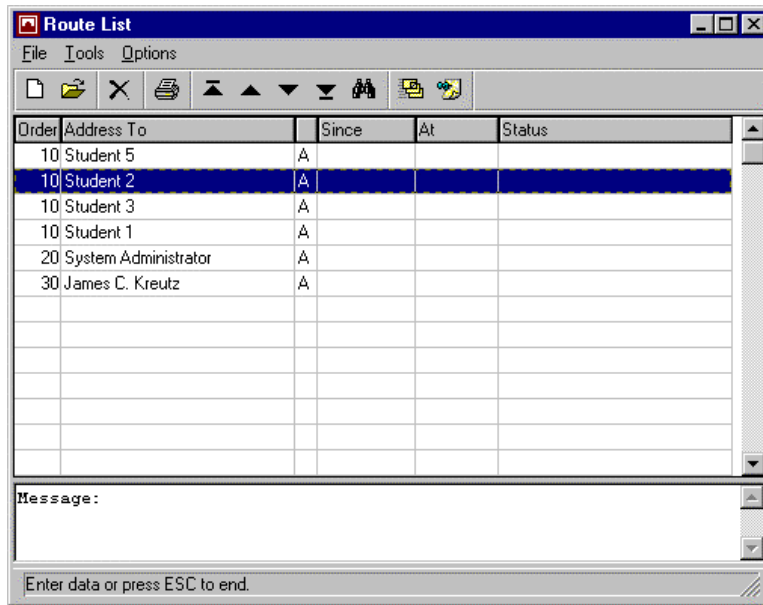 Route List
File Tools Options
Order Address To Since At Status
10 Student 5 A
10 Student 2 A
10 Student 3 A
10 Student 1 A
20 System Administrator A
30 James C. Kreutz A
Message:
Enter data or press ESC to end.